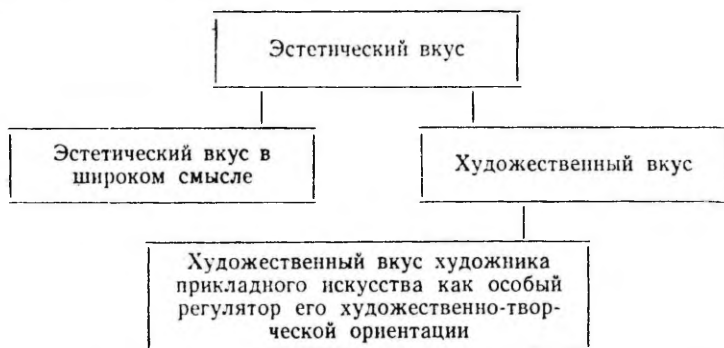 Эстетический вкус
Эстетический вкус в
широком смысле
Художественный вкус
Художественный вкус художника
прикладного искусства как особый
регулятор его художественно-твор-
ческой ориентации